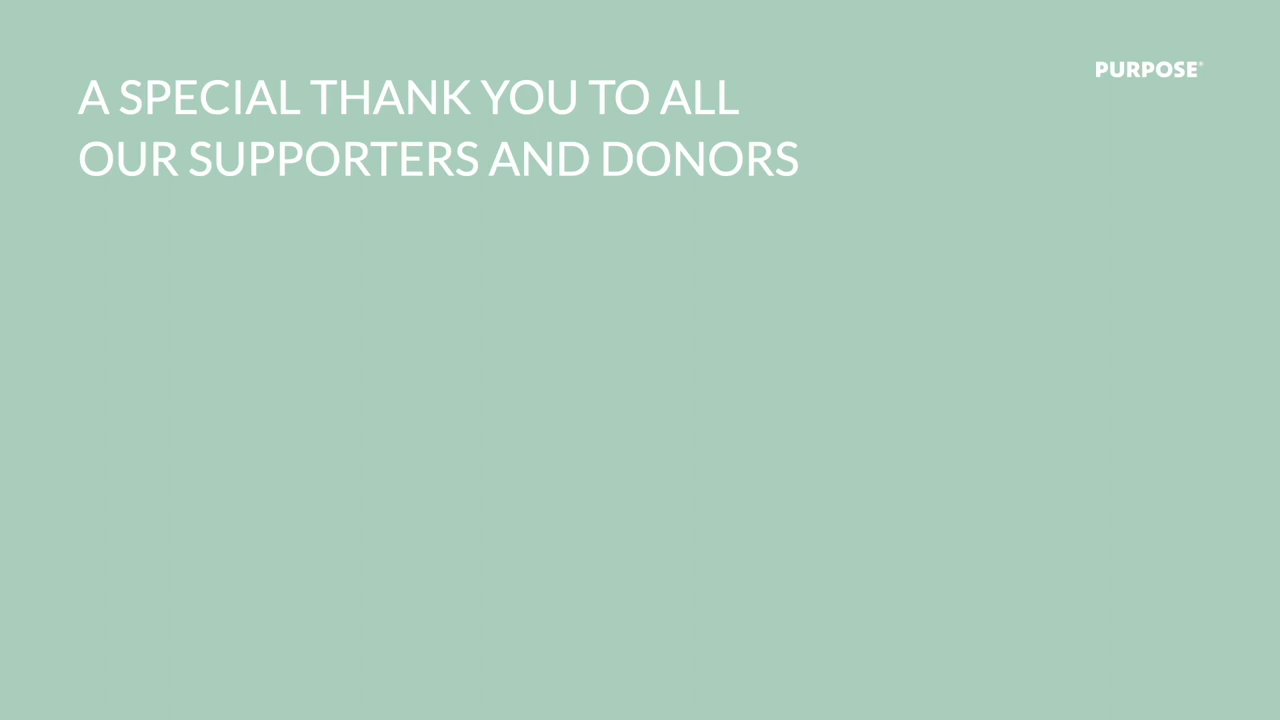 A SPECIAL THANK YOU TO ALL
OUR SUPPORTERS AND DONORS
PURPOSE®